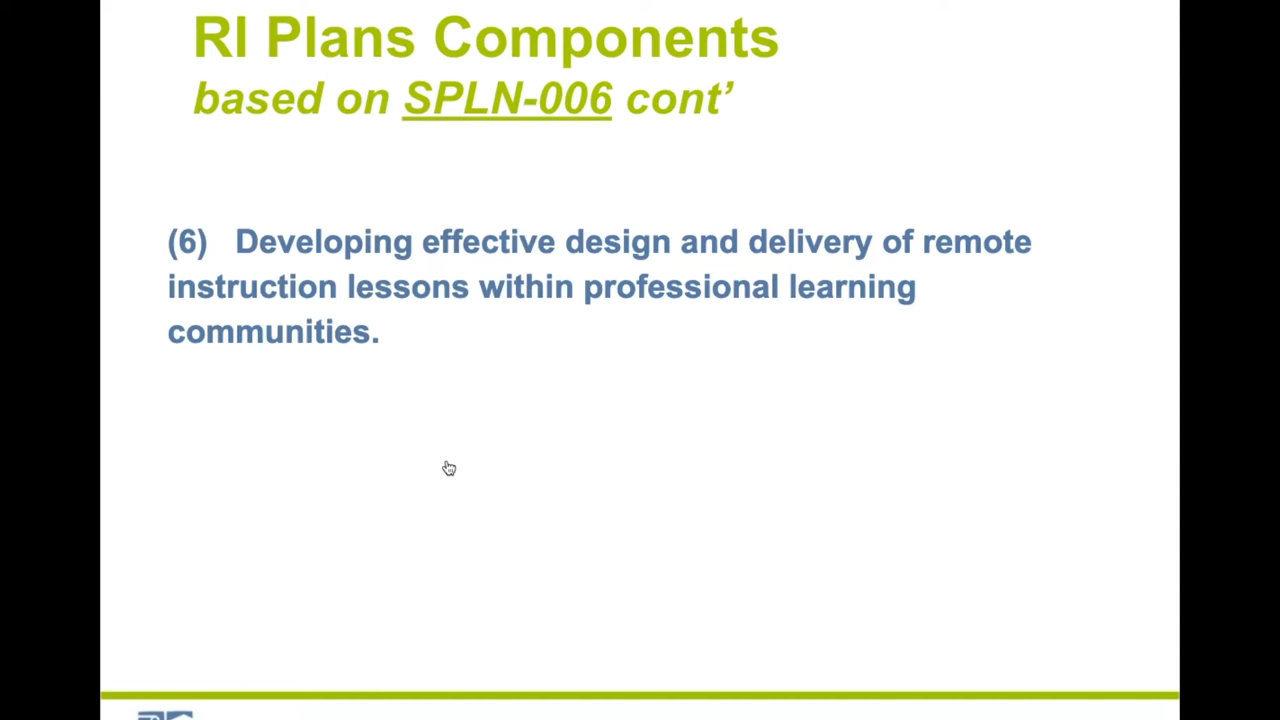 RI Plans Components
based on SPLN-006 cont’
(6) Developing effective design and delivery of remote
instruction lessons within professional learning
communities.